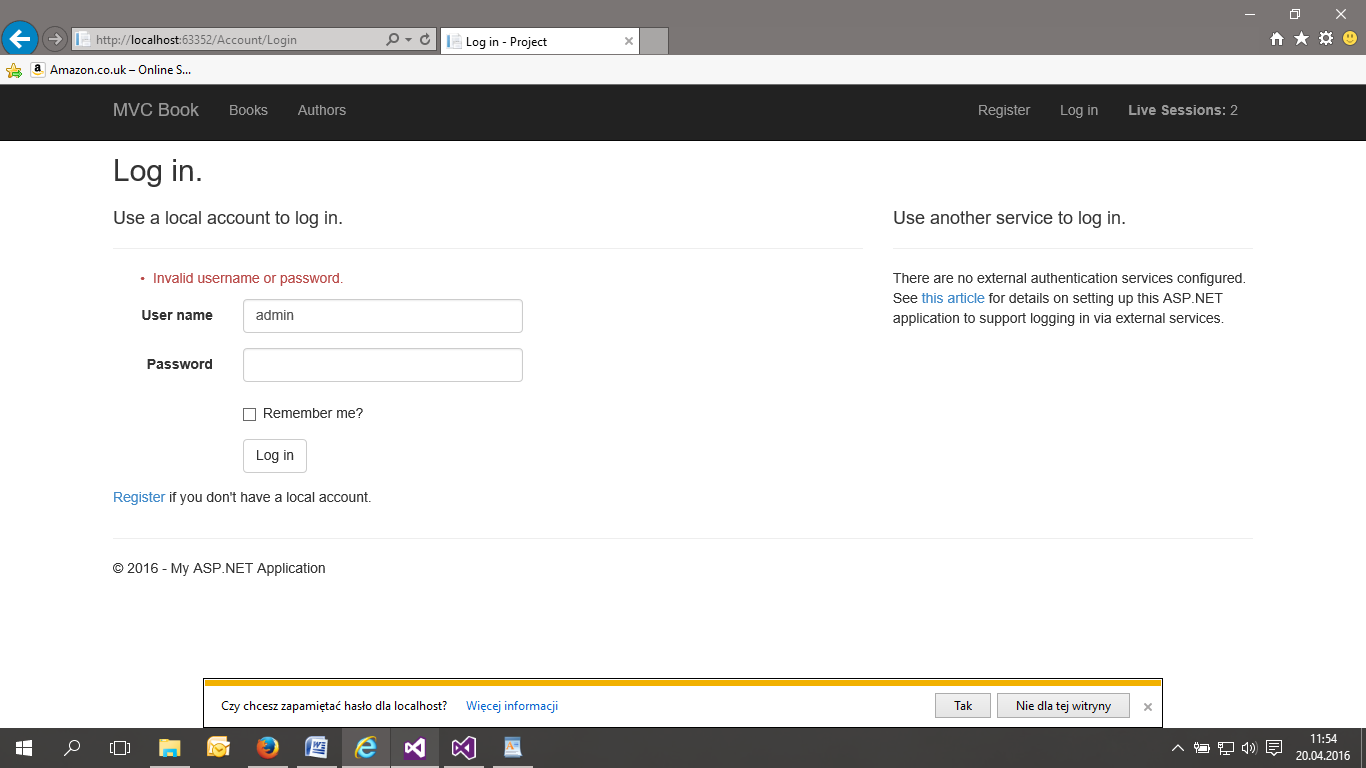 http://localhost:63352/Account/Login
Log in - Project
Amazon.co.uk – Online S...
MVC Book
Books
Authors
Register
Log in
Live Sessions: 2
Log in.
Use a local account to log in.
Invalid username or password.
User name
admin
Password
Remember me?
Log in
Register if you don't have a local account.
Use another service to log in.
There are no external authentication services configured.
See this article for details on setting up this ASP.NET
application to support logging in via external services.
© 2016 - My ASP.NET Application
Czy chcesz zapamiętać hasło dla localhost?
Więcej informacji
Tak
Nie dla tej witryny
11:54
20.04.2016